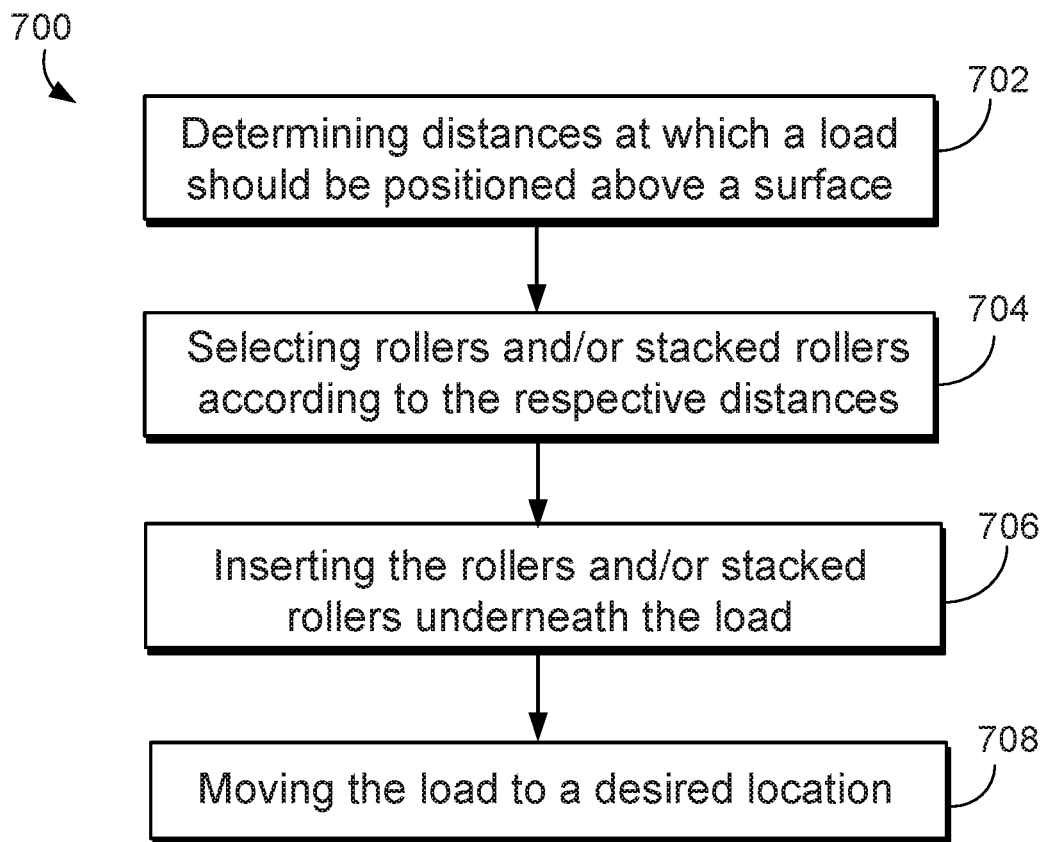 700
702
Determining distances at which a load
should be positioned above a surface
704
Selecting rollers and/or stacked rollers
according to the respective distances
706
Inserting the rollers and/or stacked
rollers underneath the load
708
Moving the load to a desired location